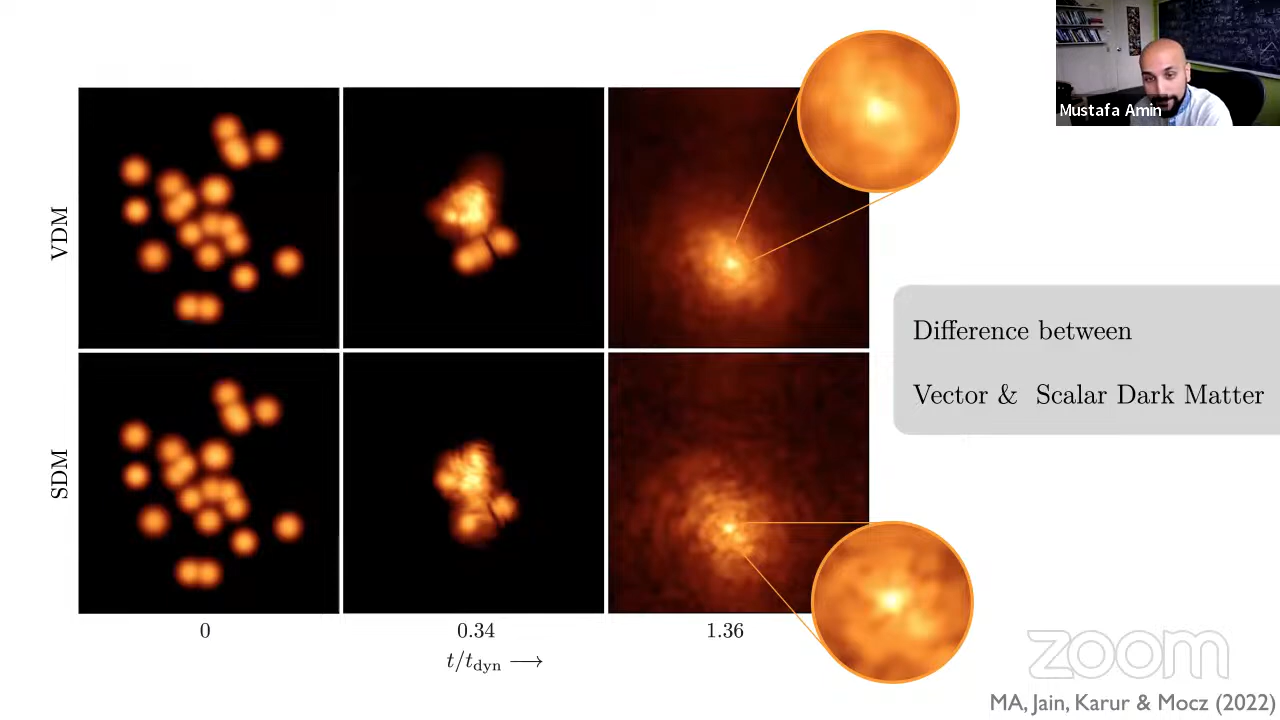 Mustafa Amin
VDM
SDM
0
0.34
1.36
t/t_dyn ⟶
Difference between
Vector & Scalar Dark Matter
zoom
MA, Jain, Karur & Mocz (2022)